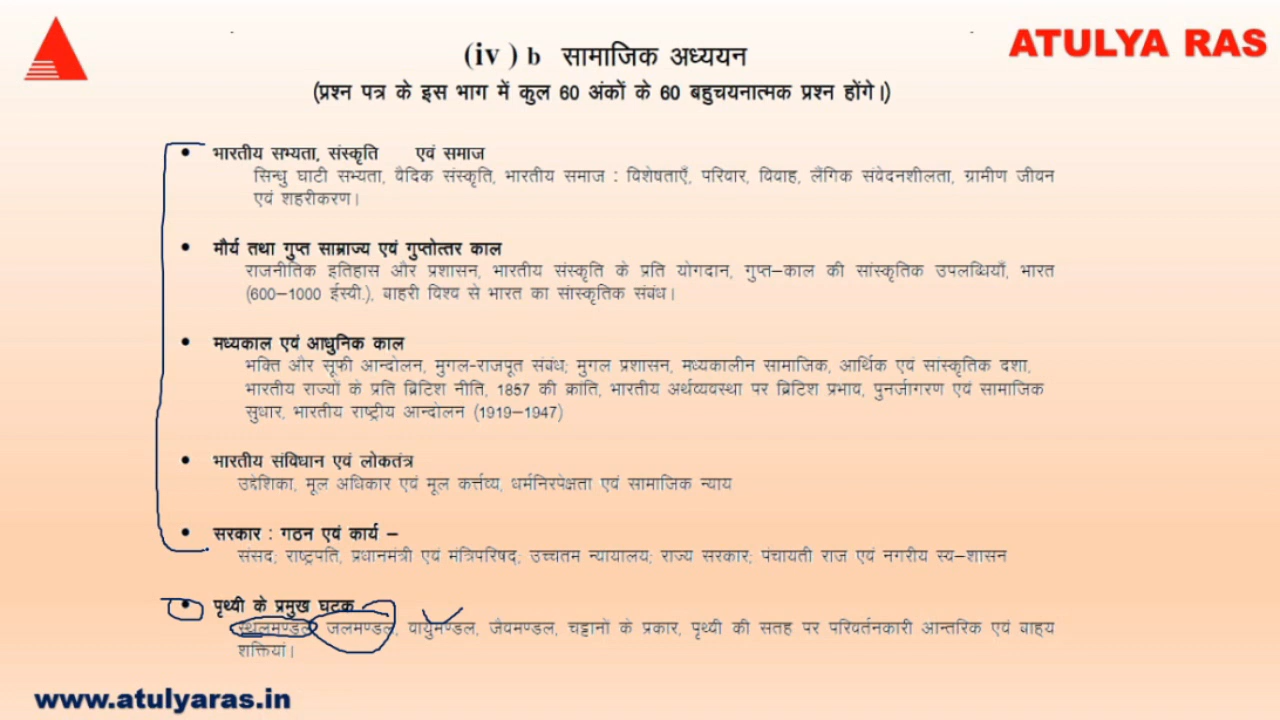 (iv ) b सामाजिक अध्ययन
ATULYA RAS
(प्रश्न पत्र के इस भाग में कुल 60 अंकों के 60 बहुचयनात्मक प्रश्न होंगे।)
• भारतीय सभ्यता, संस्कृति एवं समाज
सिन्धु घाटी सभ्यता, वैदिक संस्कृति, भारतीय समाज : विशेषताएँ, परिवार, विवाह, लैंगिक संवेदनशीलता, ग्रामीण जीवन
एवं शहरीकरण।
• मौर्य तथा गुप्त साम्राज्य एवं गुप्तोत्तर काल
राजनीतिक इतिहास और प्रशासन, भारतीय संस्कृति के प्रति योगदान, गुप्त–काल की सांस्कृतिक उपलब्धियाँ, भारत
(600–1000 ईस्वी.), बाहरी विश्व से भारत का सांस्कृतिक संबंध।
• मध्यकाल एवं आधुनिक काल
भक्ति और सूफी आन्दोलन, मुगल-राजपूत संबंध; मुगल प्रशासन, मध्यकालीन सामाजिक, आर्थिक एवं सांस्कृतिक दशा,
भारतीय राज्यों के प्रति ब्रिटिश नीति, 1857 की क्रांति, भारतीय अर्थव्यवस्था पर ब्रिटिश प्रभाव, पुनर्जागरण एवं सामाजिक
सुधार, भारतीय राष्ट्रीय आन्दोलन (1919–1947)
• भारतीय संविधान एवं लोकतंत्र
उद्देशिका, मूल अधिकार एवं मूल कर्त्तव्य, धर्मनिरपेक्षता एवं सामाजिक न्याय
• सरकार : गठन एवं कार्य –
संसद; राष्ट्रपति, प्रधानमंत्री एवं मंत्रिपरिषद्; उच्चतम न्यायालय; राज्य सरकार; पंचायती राज एवं नगरीय स्व–शासन
• पृथ्वी के प्रमुख घटक
स्थलमण्डल, जलमण्डल, वायुमण्डल, जैवमण्डल, चट्टानों के प्रकार, पृथ्वी की सतह पर परिवर्तनकारी आन्तरिक एवं बाह्य
शक्तियां।
www.atulyaras.in